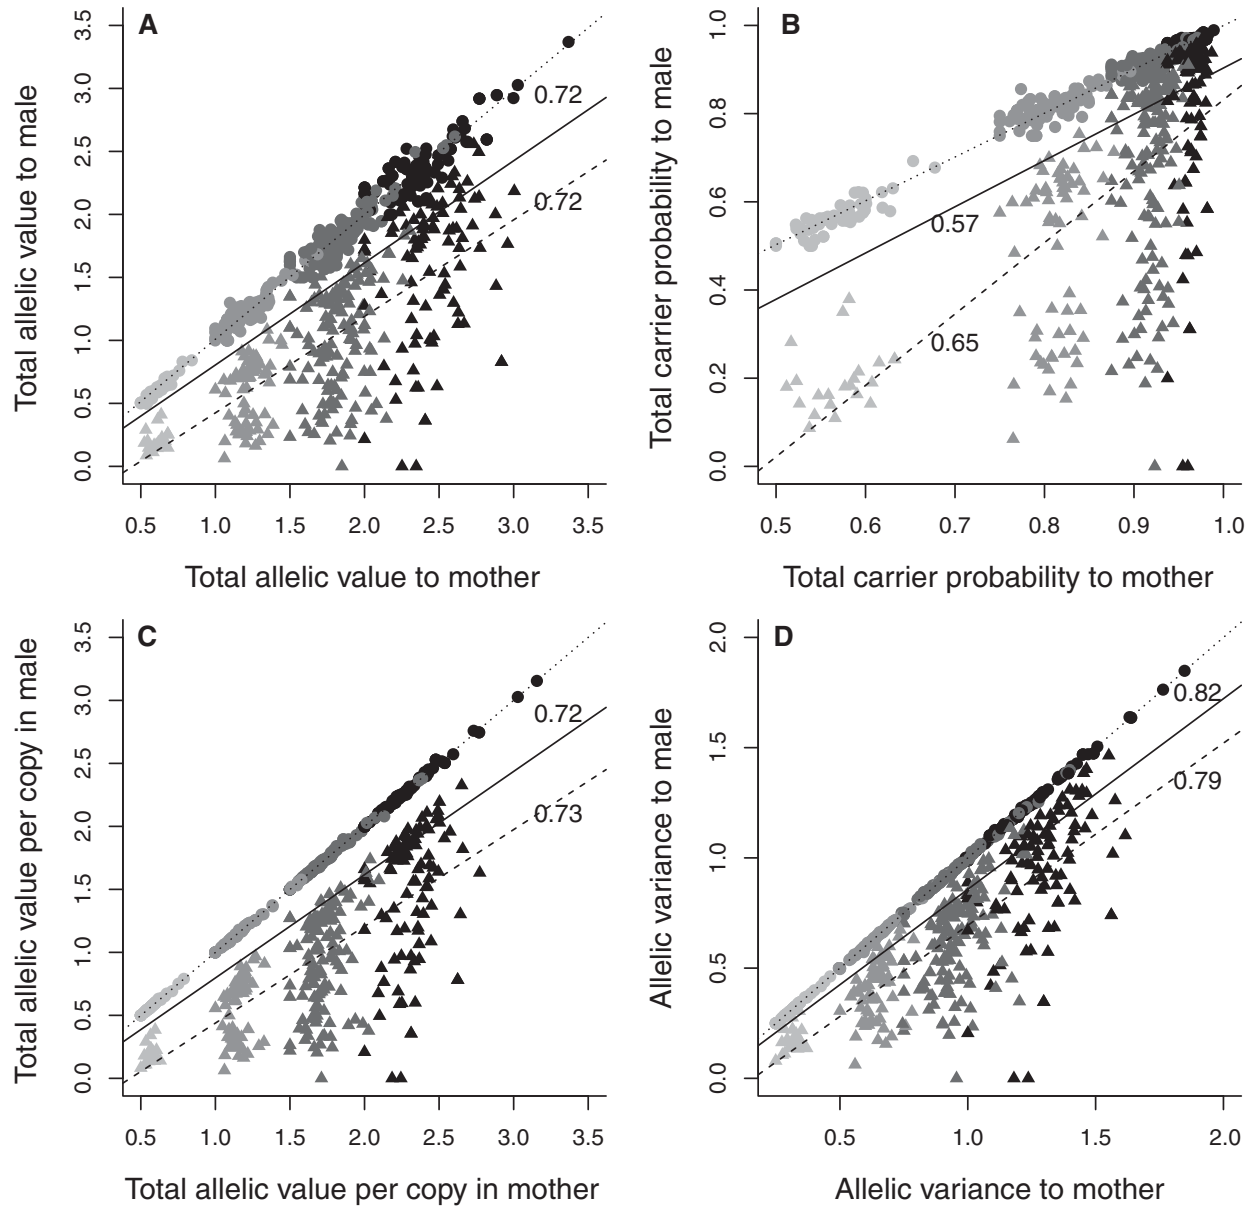 A
Total allelic value to male
3.5
3.0
2.5
2.0
1.5
1.0
0.5
0.0
0.72
0.72
0.5 1.0 1.5 2.0 2.5 3.0 3.5
Total allelic value to mother
B
Total carrier probability to male
1.0
0.8
0.6
0.4
0.2
0.0
0.57
0.65
0.5 0.6 0.7 0.8 0.9 1.0
Total carrier probability to mother
C
Total allelic value per copy in male
3.5
3.0
2.5
2.0
1.5
1.0
0.5
0.0
0.72
0.73
0.5 1.0 1.5 2.0 2.5 3.0 3.5
Total allelic value per copy in mother
D
Allelic variance to male
2.0
1.5
1.0
0.5
0.0
0.82
0.79
0.5 1.0 1.5 2.0
Allelic variance to mother